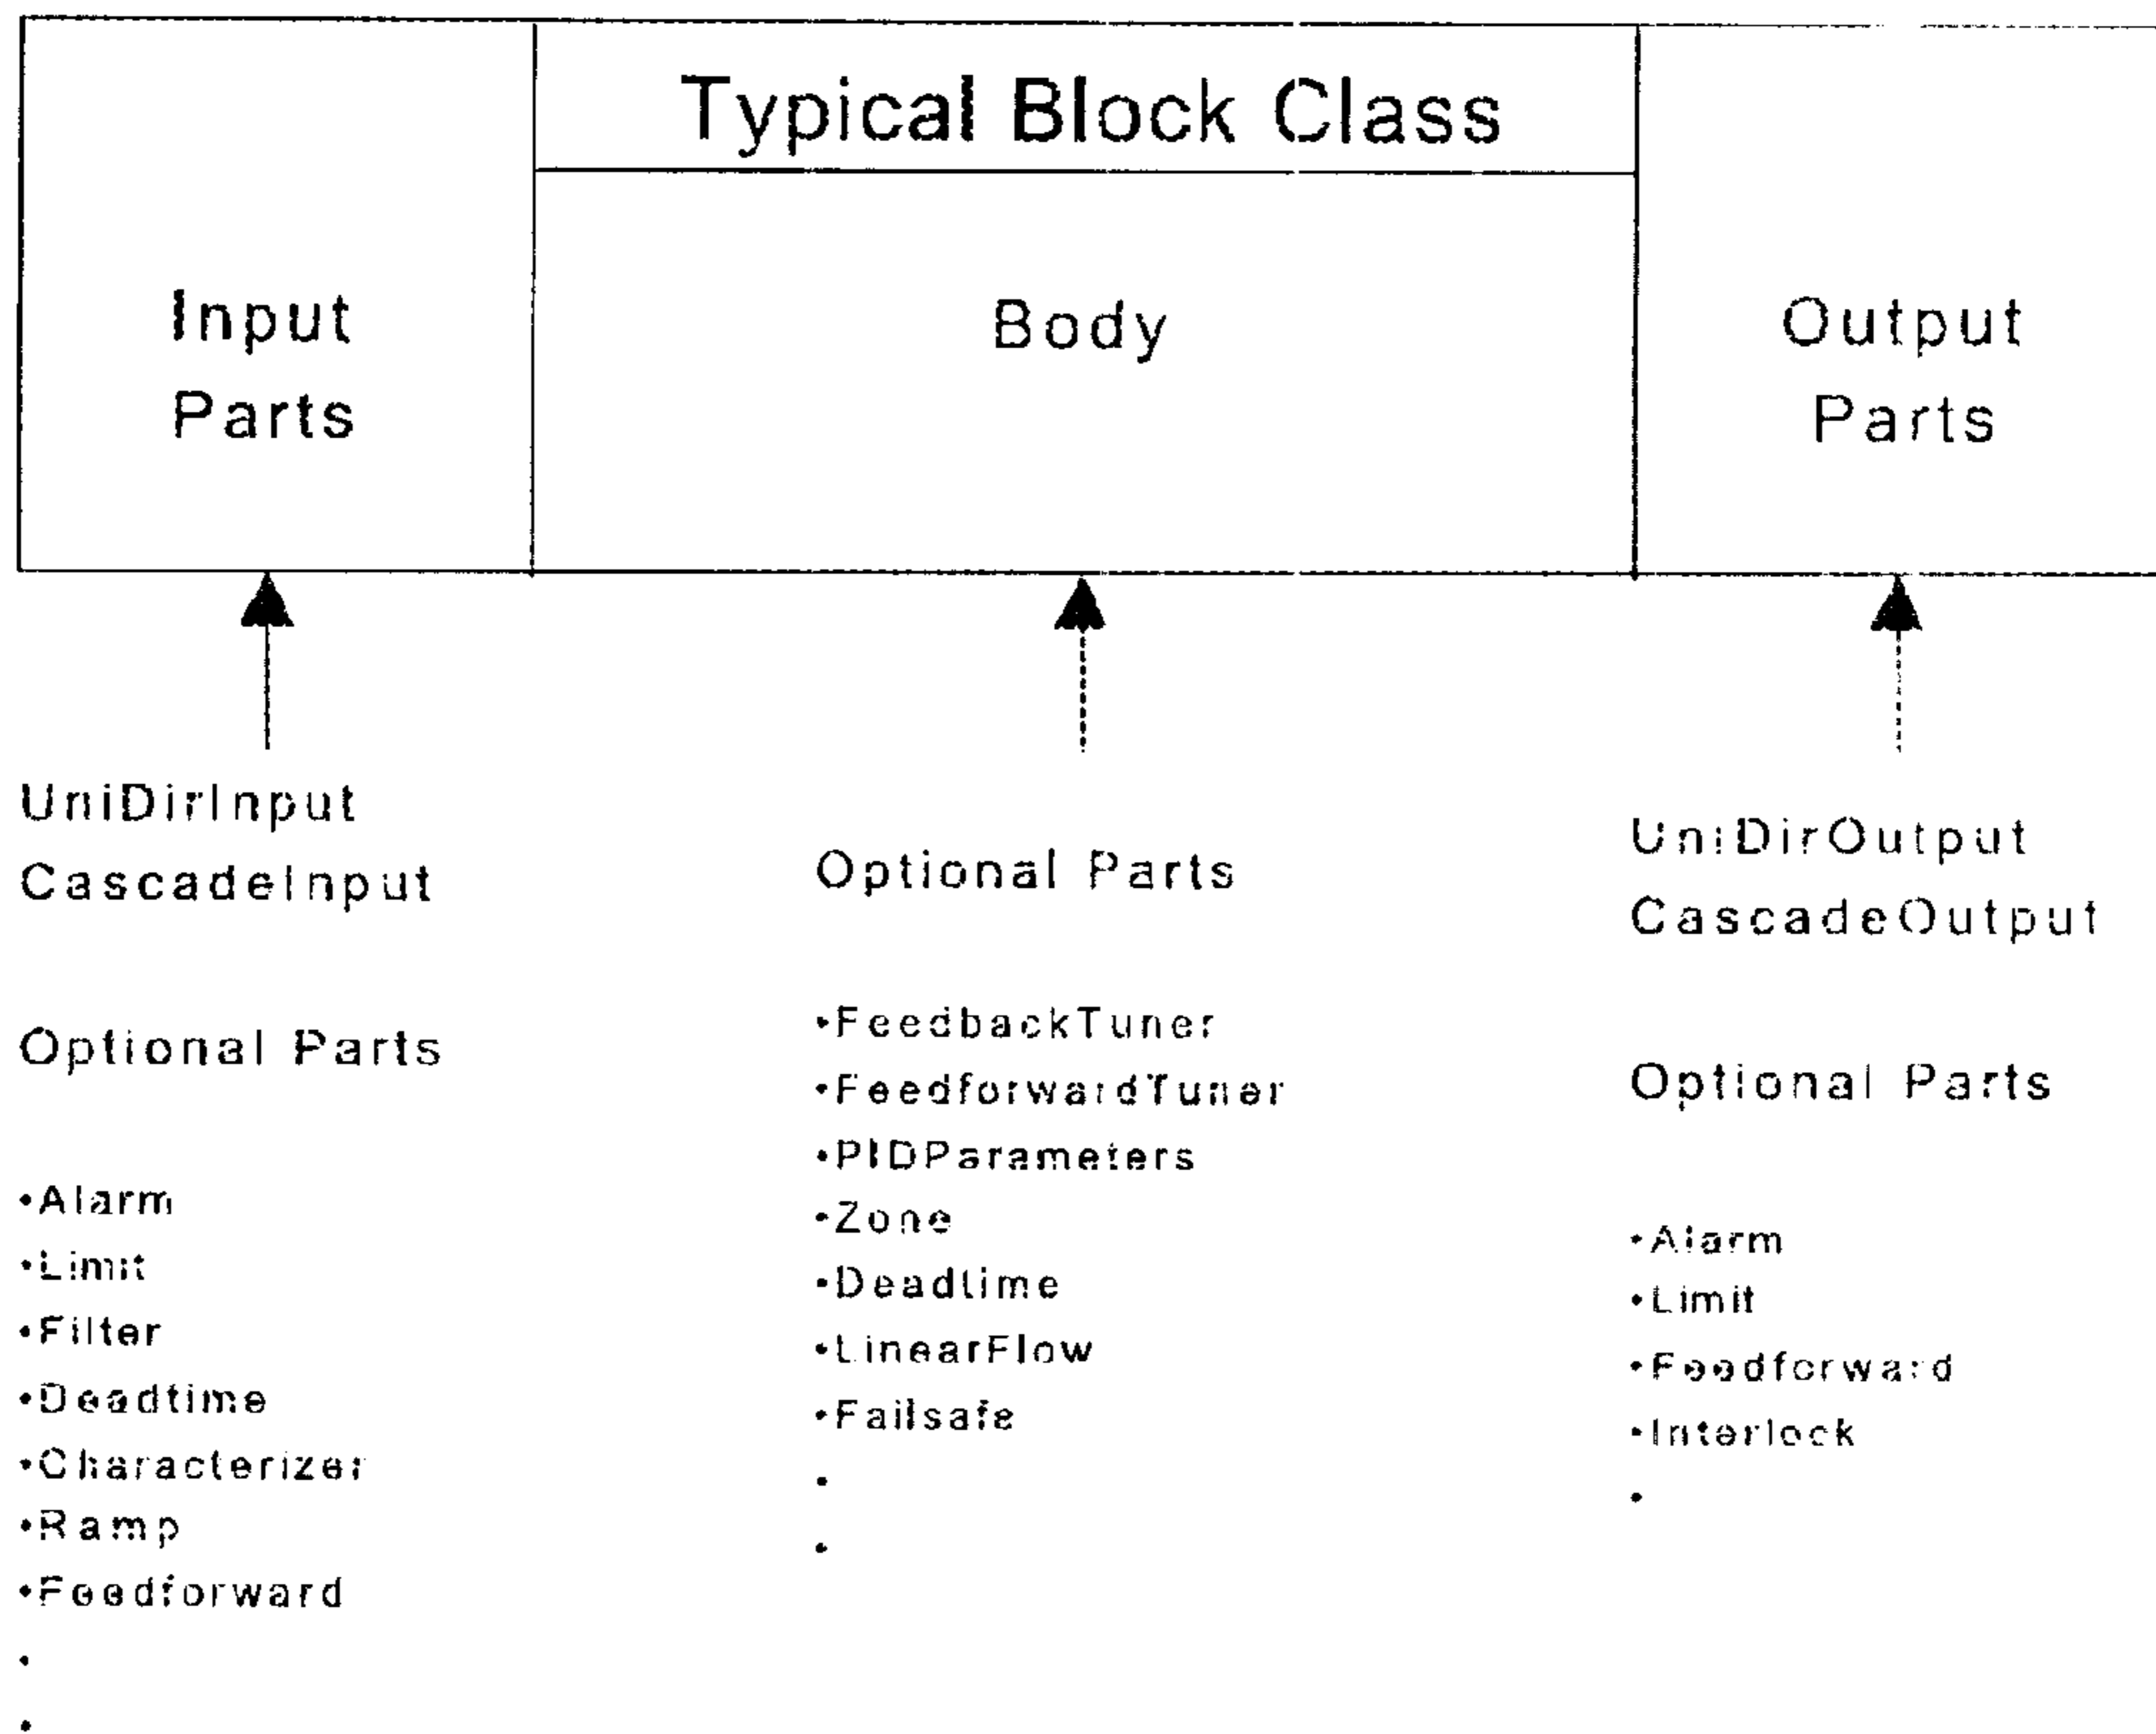 Typical Block Class
Input
Parts
Body
Output
Parts
UniDirInput
CascadeInput
Optional Parts
•Alarm
•Limit
•Filter
•Deadtime
•Characterizer
•Ramp
•Feedforward
•
•
Optional Parts
•FeedbackTuner
•FeedforwardTuner
•PIDParameters
•Zone
•Deadtime
•LinearFlow
•Failsafe
•
•
UniDirOutput
CascadeOutput
Optional Parts
•Alarm
•Limit
•Feedforward
•Interlock
•